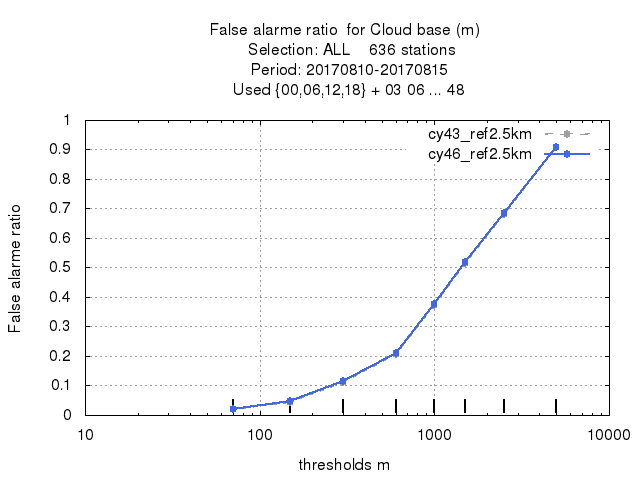 False alarme ratio  for Cloud base (m)
Selection: ALL    636 stations
Period: 20170810-20170815
Used {00,06,12,18} + 03 06 ... 48
cy43_ref2.5km
cy46_ref2.5km
1
0.9
0.8
0.7
0.6
0.5
0.4
0.3
0.2
0.1
0
False alarme ratio
10
100
1000
10000
thresholds m